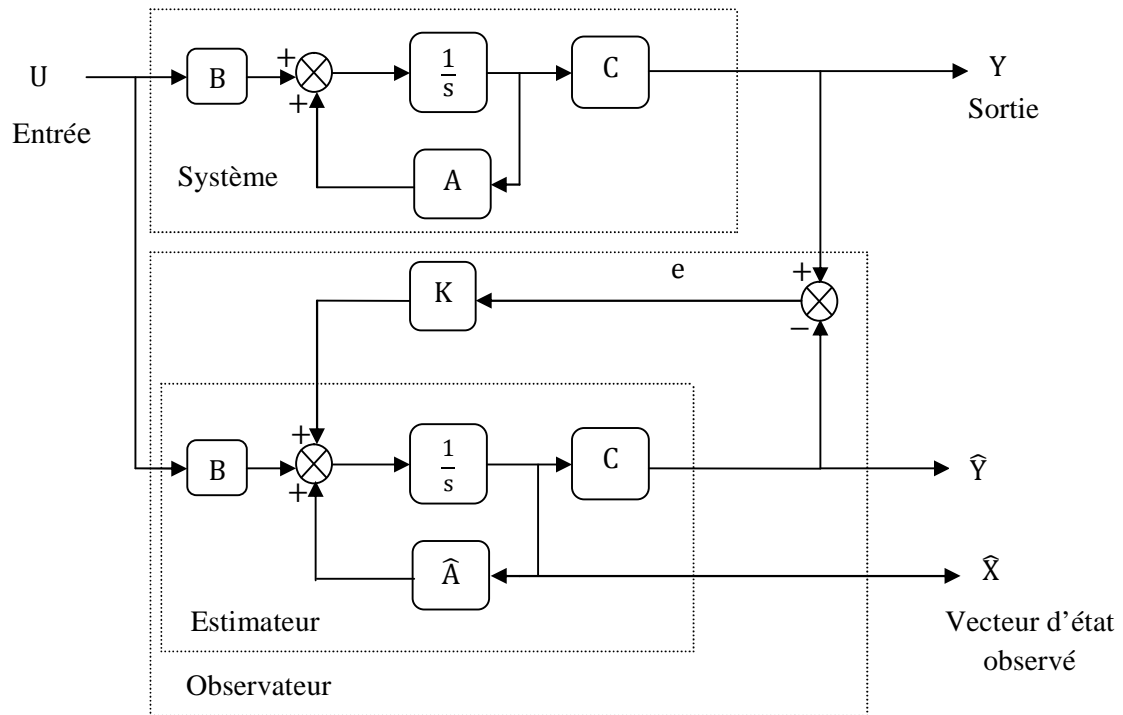 U
Entrée
B
+
+
1
s
C
Y
Sortie
Système
A
K
e
+
−
B
+
+
1
s
C
Ŷ
Â
X̂
Estimateur
Vecteur d’état
observé
Observateur